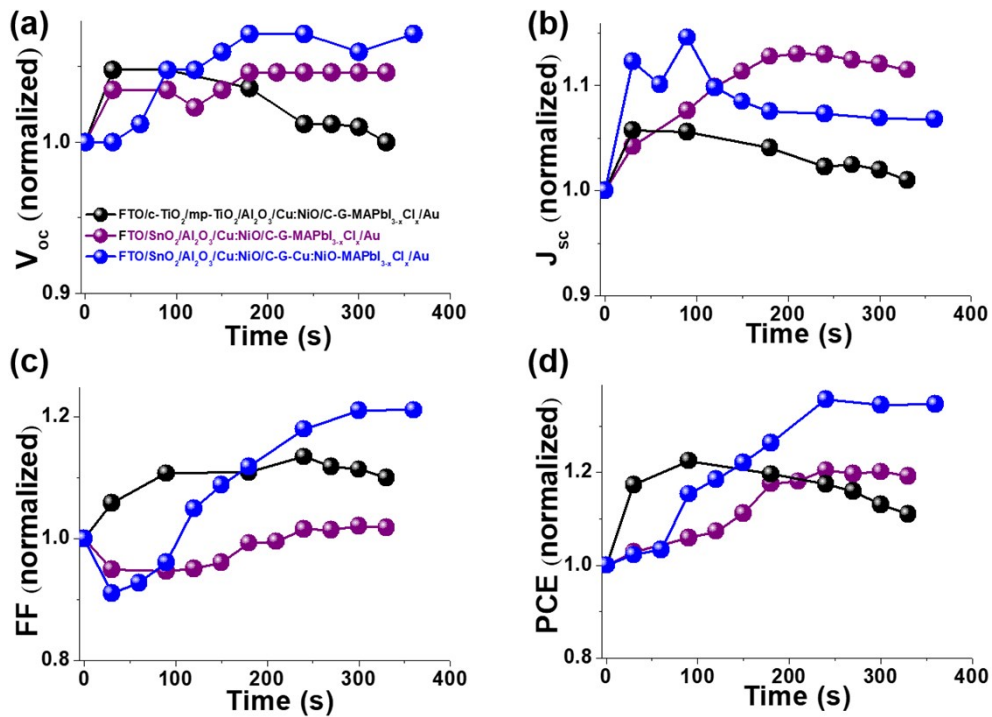 (a)
V_oc (normalized)
1.0
0.9
FTO/c-TiO₂/mp-TiO₂/Al₂O₃/Cu:NiO/C-G-MAPbI₃₋ₓClₓ/Au
FTO/SnO₂/Al₂O₃/Cu:NiO/C-G-MAPbI₃₋ₓClₓ/Au
FTO/SnO₂/Al₂O₃/Cu:NiO/C-G-Cu:NiO-MAPbI₃₋ₓClₓ/Au
0 100 200 300 400
Time (s)
(b)
J_sc (normalized)
1.1
1.0
0.9
0 100 200 300 400
Time (s)
(c)
FF (normalized)
1.2
1.0
0.8
0 100 200 300 400
Time (s)
(d)
PCE (normalized)
1.2
1.0
0.8
0 100 200 300 400
Time (s)